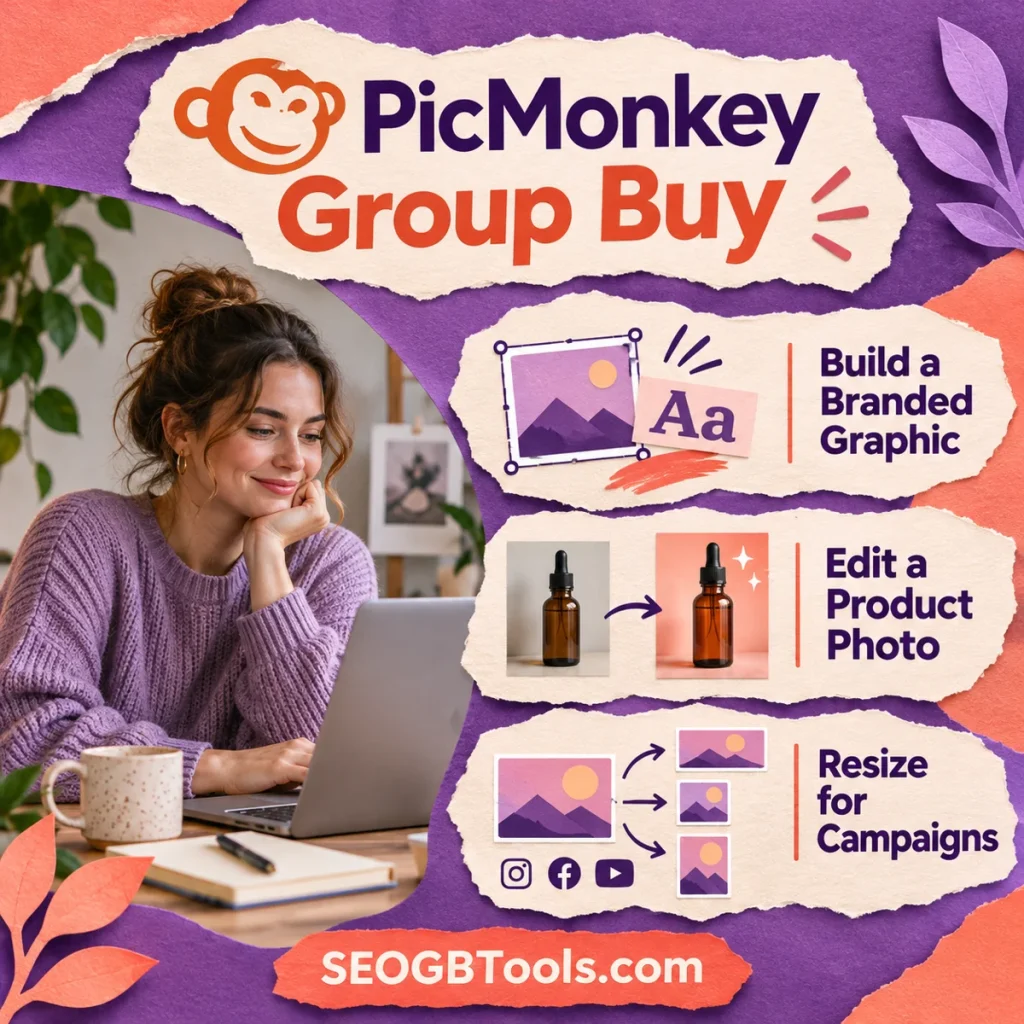 PicMonkey
Group Buy
Build a
Branded
Graphic
Aa
Edit a
Product
Photo
Resize
for
Campaigns
SEOGBTools.com